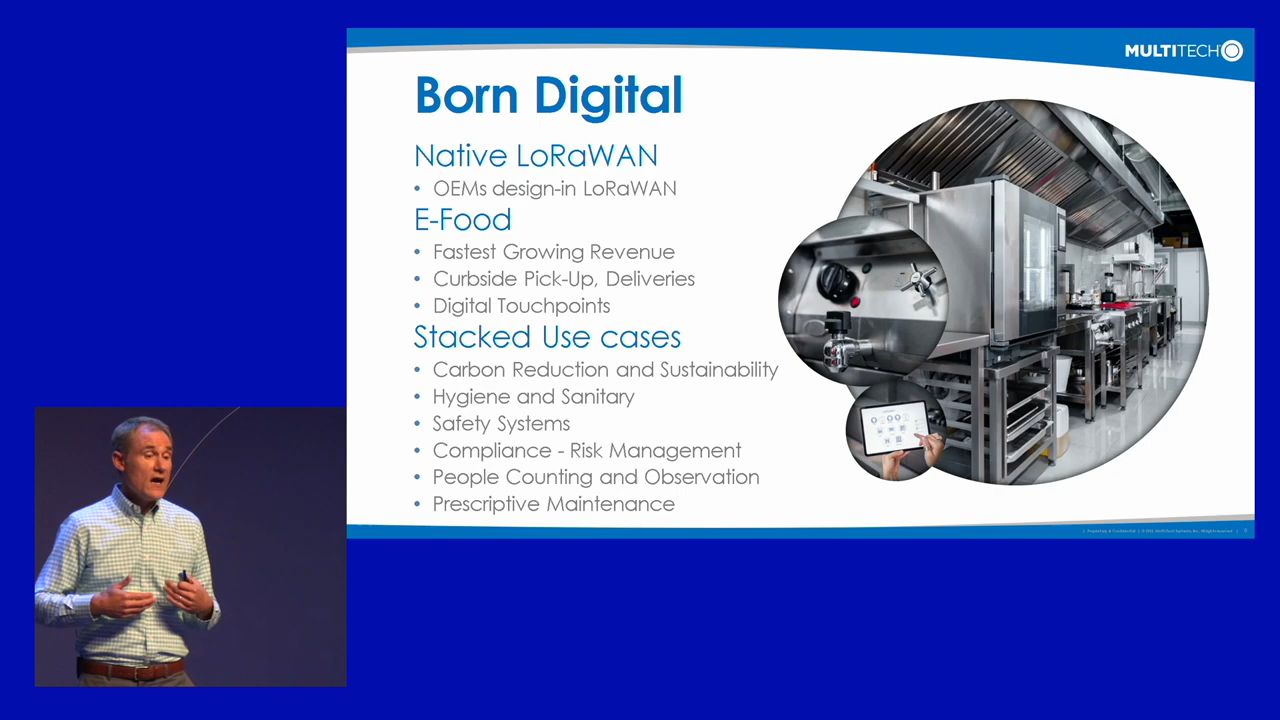 MULTITECH
Born Digital
Native LoRaWAN
• OEMs design-in LoRaWAN
E-Food
• Fastest Growing Revenue
• Curbside Pick-Up, Deliveries
• Digital Touchpoints
Stacked Use cases
• Carbon Reduction and Sustainability
• Hygiene and Sanitary
• Safety Systems
• Compliance - Risk Management
• People Counting and Observation
• Prescriptive Maintenance